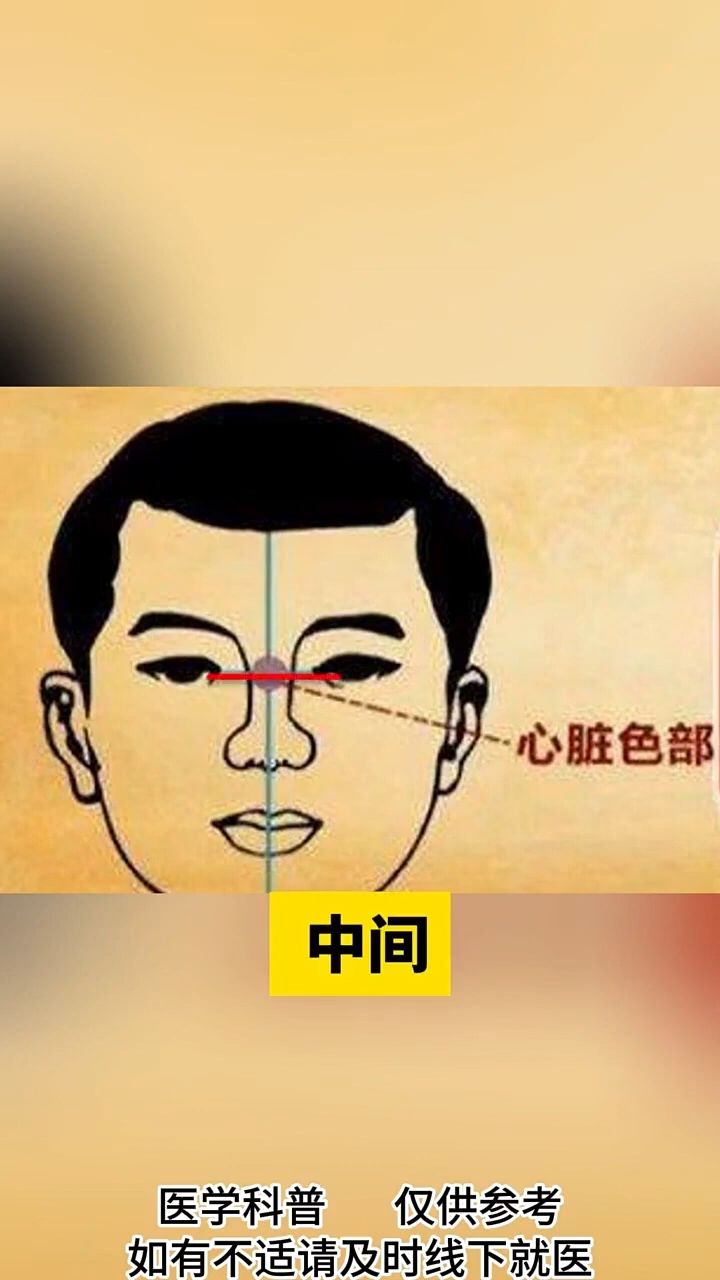 心脏色部
中间
医学科普 仅供参考
如有不适请及时线下就医